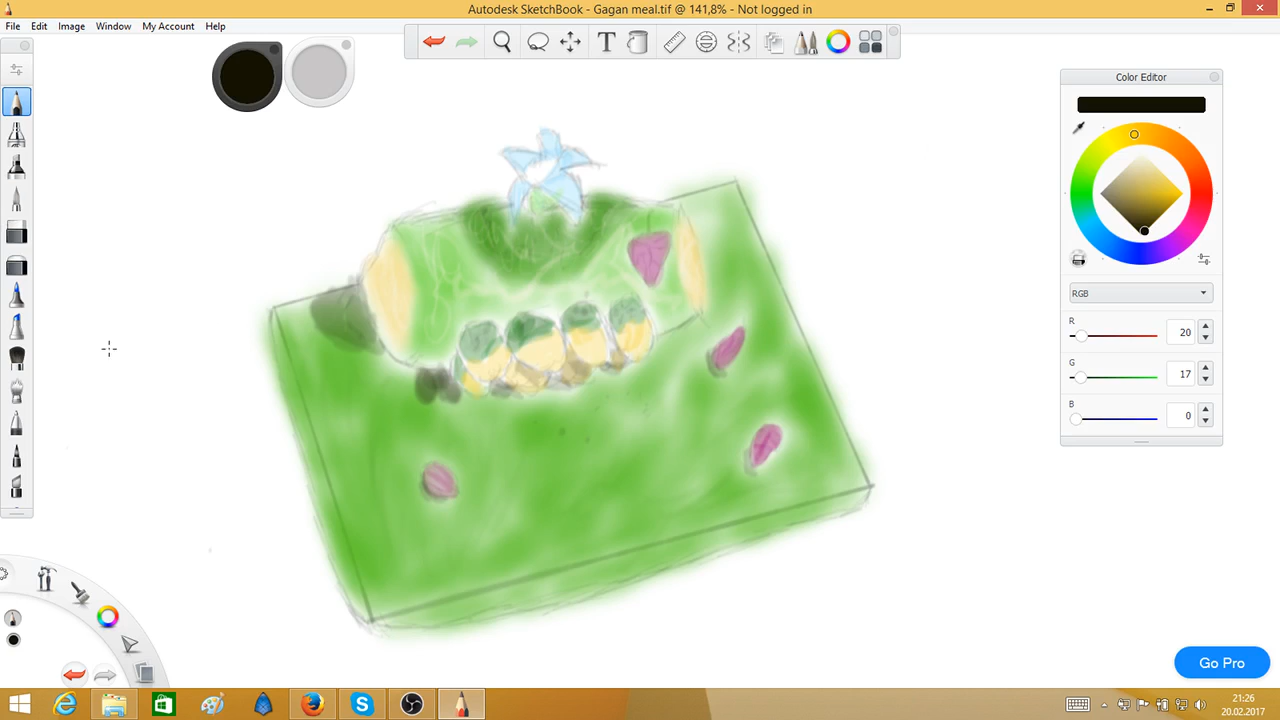 Autodesk SketchBook - Gagan meal.tif @ 141,8% - Not logged in
File Edit Image Window My Account Help
T
Color Editor
RGB
R 20
G 17
B 0
Go Pro
21:26
20.02.2017